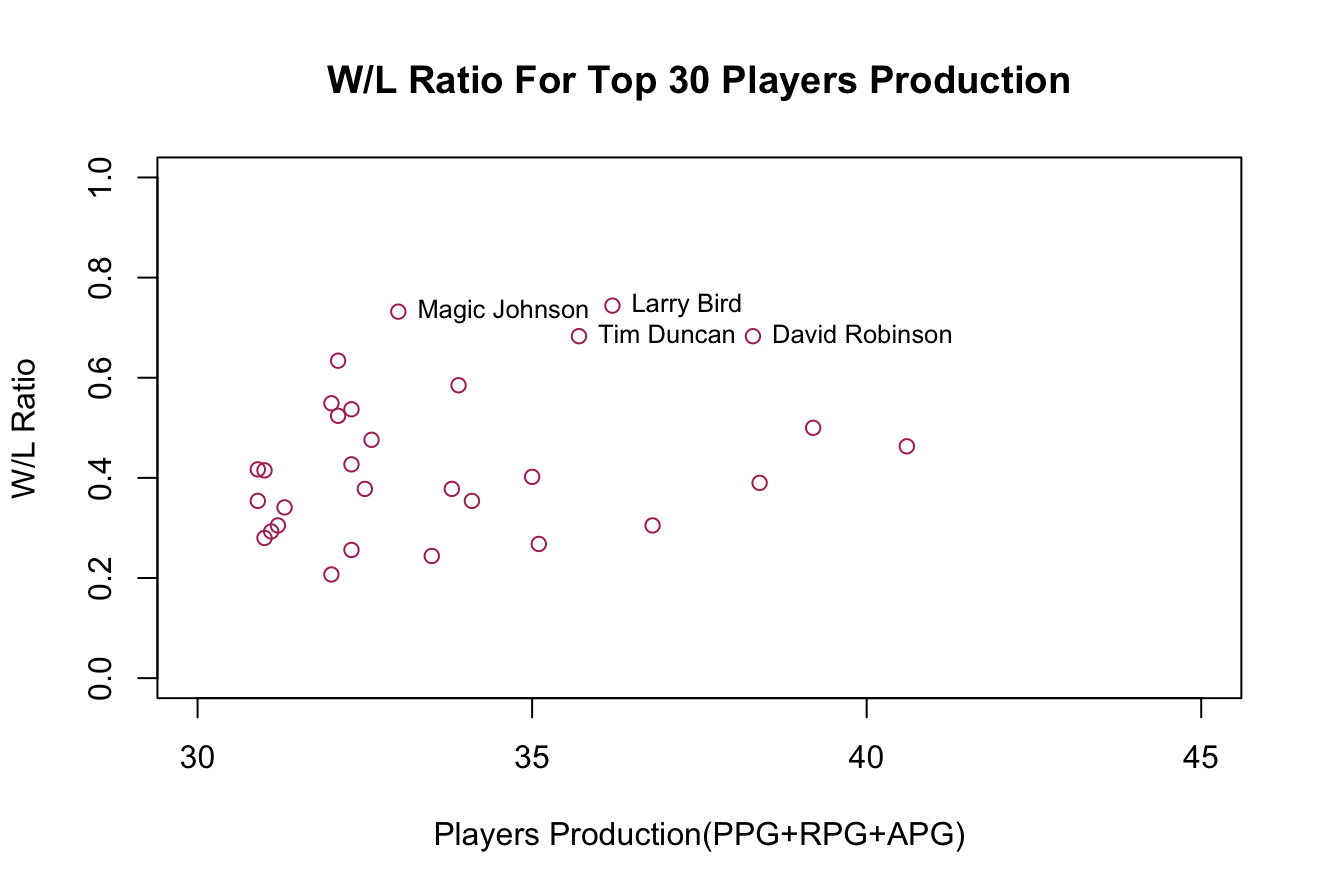 W/L Ratio For Top 30 Players Production
W/L Ratio
1.0
0.8
0.6
0.4
0.2
0.0
Magic Johnson
Larry Bird
Tim Duncan
David Robinson
30 35 40 45
Players Production(PPG+RPG+APG)